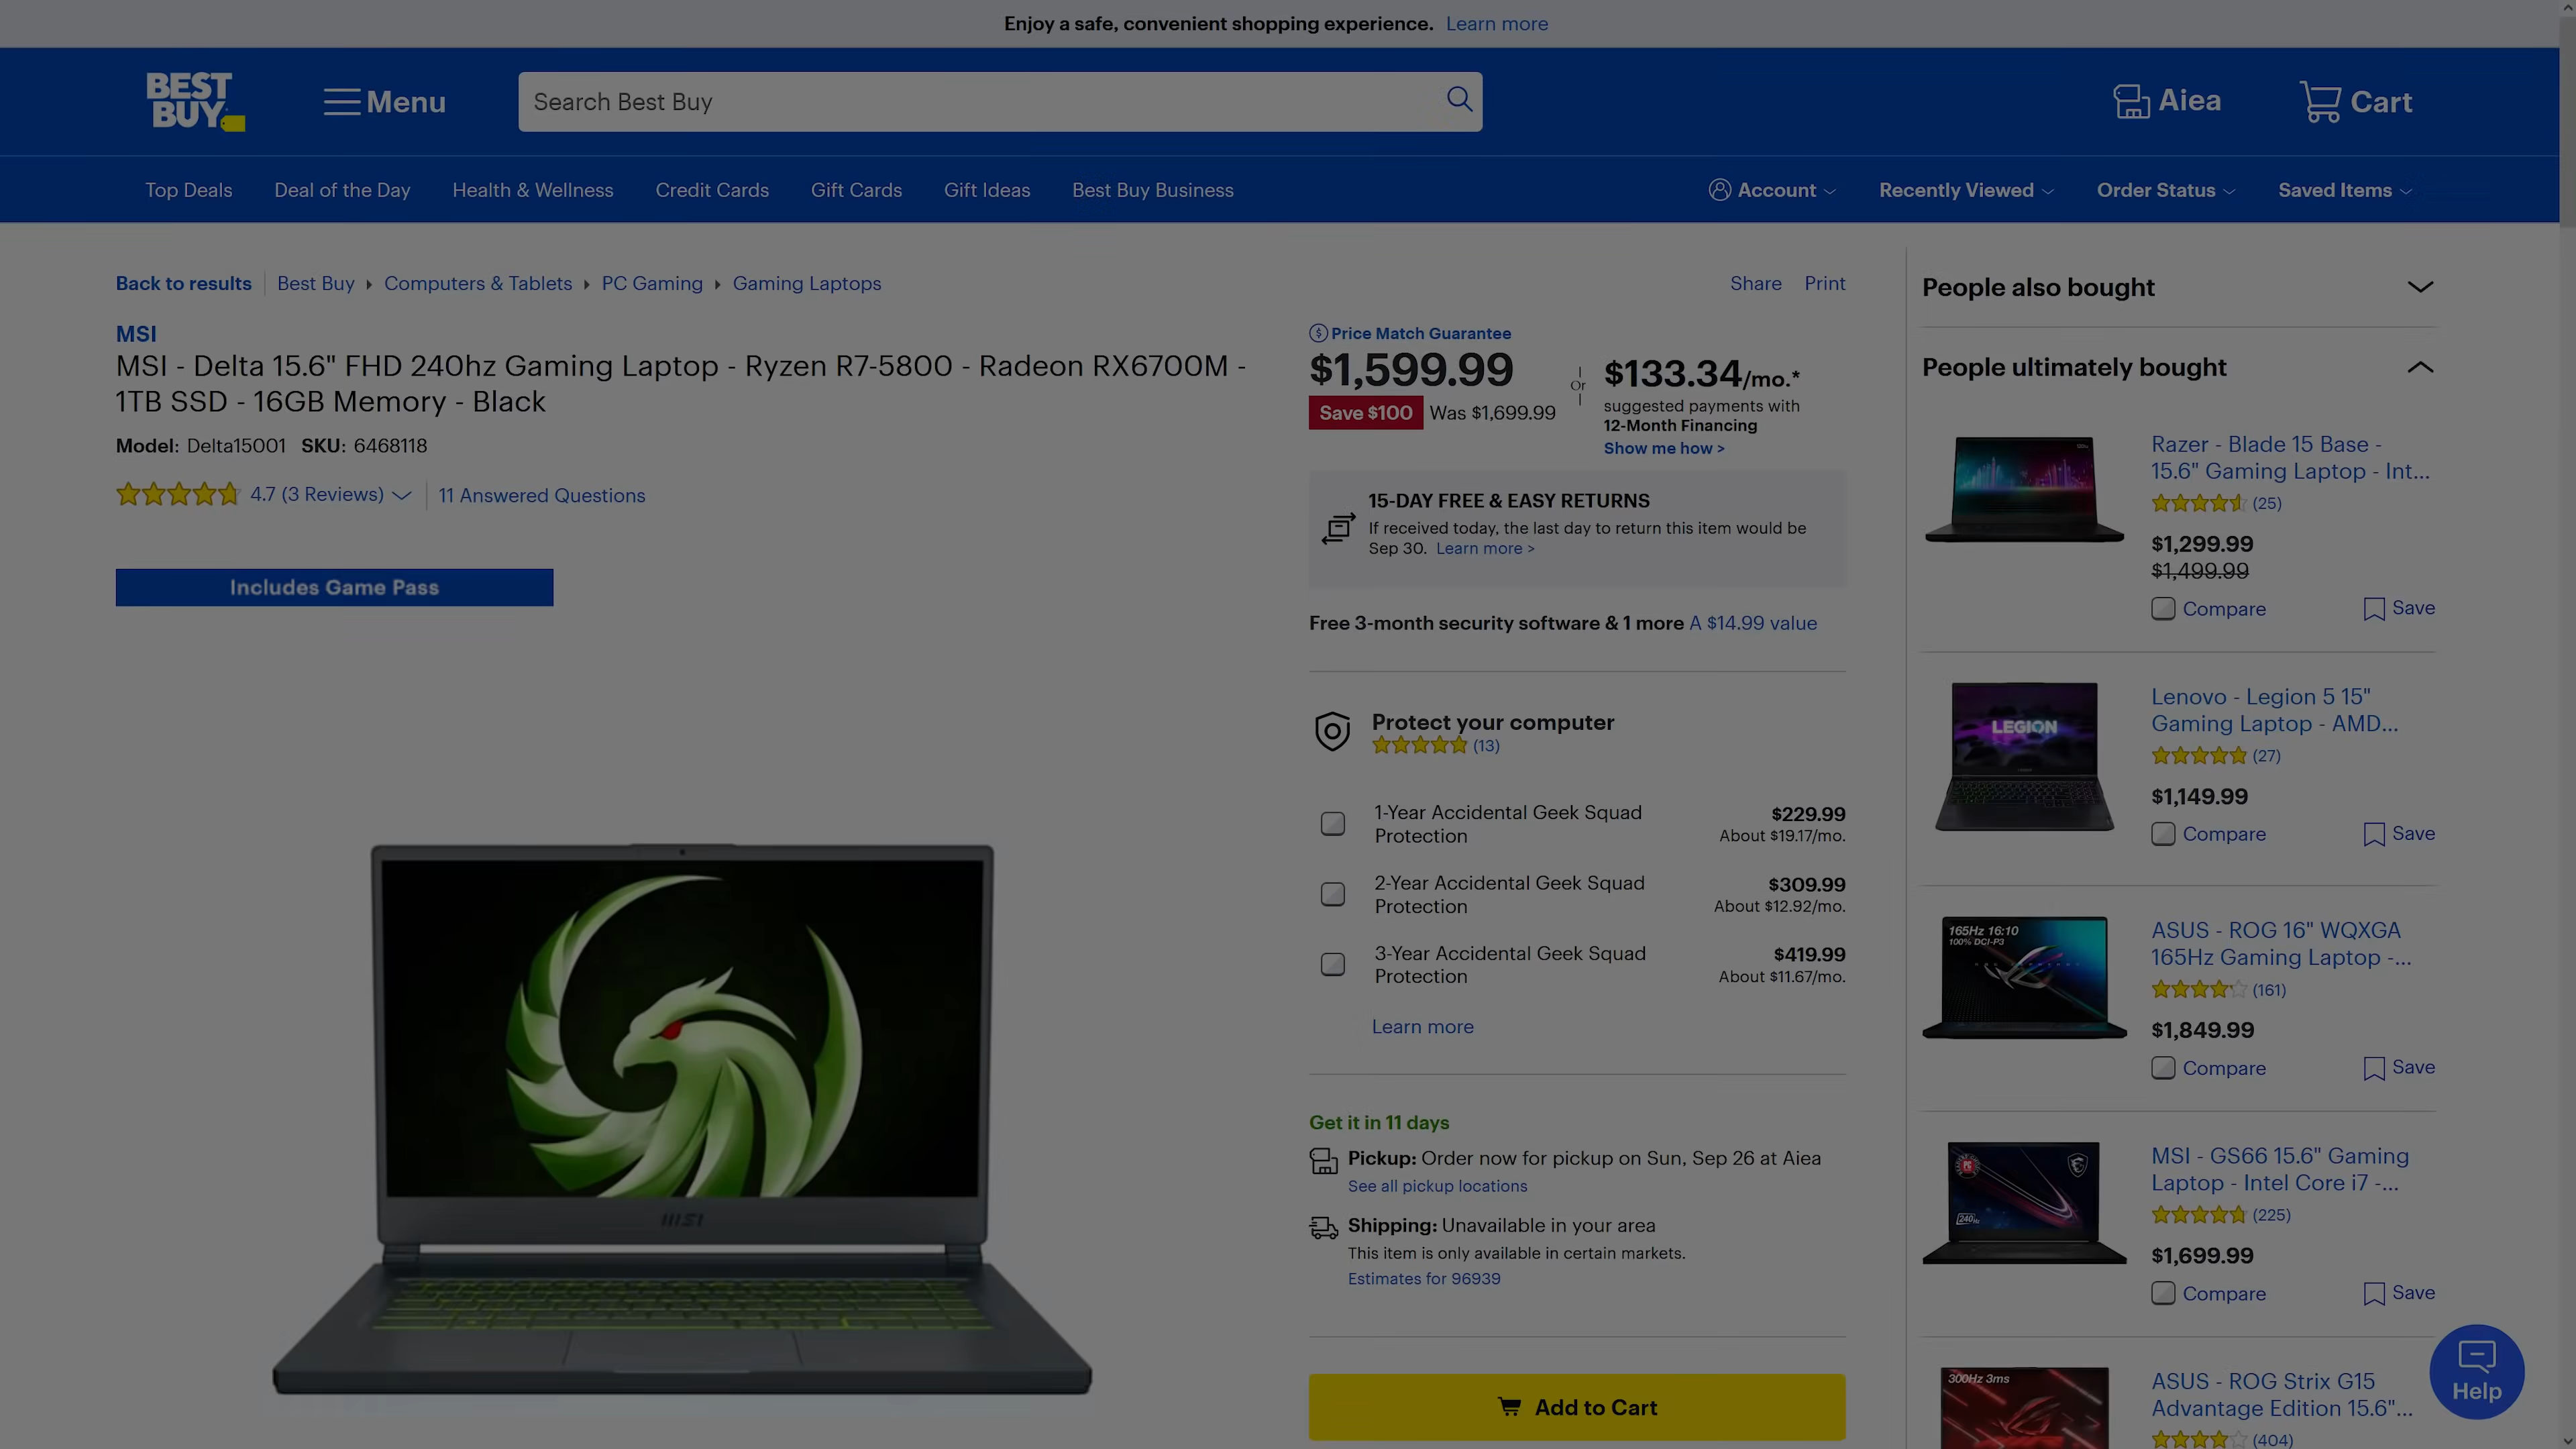 Enjoy a safe, convenient shopping experience. Learn more
BEST BUY
Menu
Search Best Buy
Aiea
Cart
Top Deals
Deal of the Day
Health & Wellness
Credit Cards
Gift Cards
Gift Ideas
Best Buy Business
Account
Recently Viewed
Order Status
Saved Items
Back to results
Best Buy
Computers & Tablets
PC Gaming
Gaming Laptops
Share
Print
MSI
MSI - Delta 15.6" FHD 240hz Gaming Laptop - Ryzen R7-5800 - Radeon RX6700M -
1TB SSD - 16GB Memory - Black
Model: Delta15001 SKU: 6468118
4.7 (3 Reviews)
11 Answered Questions
Includes Game Pass
msi
Price Match Guarantee
$1,599.99
Save $100 Was $1,699.99
Or
$133.34/mo.*
suggested payments with
12-Month Financing
Show me how >
15-DAY FREE & EASY RETURNS
If received today, the last day to return this item would be
Sep 30. Learn more >
Free 3-month security software & 1 more A $14.99 value
Protect your computer
(13)
1-Year Accidental Geek Squad
Protection
$229.99
About $19.17/mo.
2-Year Accidental Geek Squad
Protection
$309.99
About $12.92/mo.
3-Year Accidental Geek Squad
Protection
$419.99
About $11.67/mo.
Learn more
Get it in 11 days
Pickup: Order now for pickup on Sun, Sep 26 at Aiea
See all pickup locations
Shipping: Unavailable in your area
This item is only available in certain markets.
Estimates for 96939
Add to Cart
People also bought
People ultimately bought
Razer - Blade 15 Base -
15.6" Gaming Laptop - Int...
(25)
$1,299.99
$1,499.99
Compare
Save
LEGION
Lenovo - Legion 5 15"
Gaming Laptop - AMD...
(27)
$1,149.99
Compare
Save
165Hz 16:10
100% DCI-P3
ASUS - ROG 16" WQXGA
165Hz Gaming Laptop -...
(161)
$1,849.99
Compare
Save
240Hz
MSI - GS66 15.6" Gaming
Laptop - Intel Core i7 -...
(225)
$1,699.99
Compare
Save
300Hz 3ms
ASUS - ROG Strix G15
Advantage Edition 15.6"...
(404)
Help